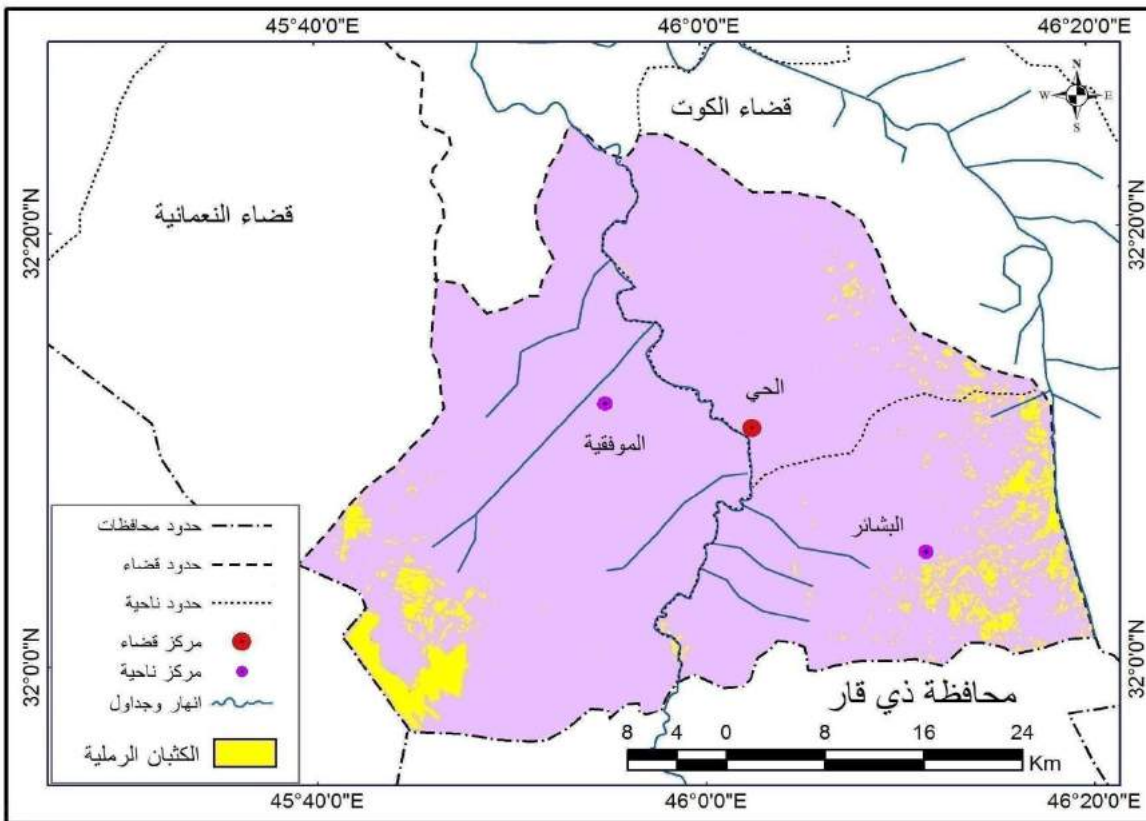 45°40'0"E
46°0'0"E
46°20'0"E
N
W
E
S
قضاء الكوت
قضاء النعمانية
32°20'0"N
32°20'0"N
الحي
الموفقية
البشائر
حدود محافظات
حدود قضاء
حدود ناحية
مركز قضاء
مركز ناحية
انهار وجداول
الكثبان الرملية
32°0'0"N
32°0'0"N
محافظة ذي قار
8 4 0 8 16 24
Km
45°40'0"E
46°0'0"E
46°20'0"E